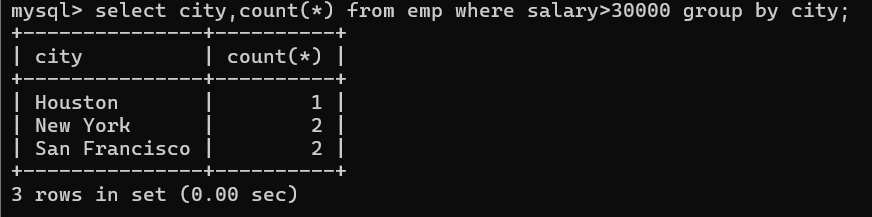 mysql> select city,count(*) from emp where salary>30000 group by city;
+---------------+----------+
| city          | count(*) |
+---------------+----------+
| Houston       |        1 |
| New York      |        2 |
| San Francisco |        2 |
+---------------+----------+
3 rows in set (0.00 sec)